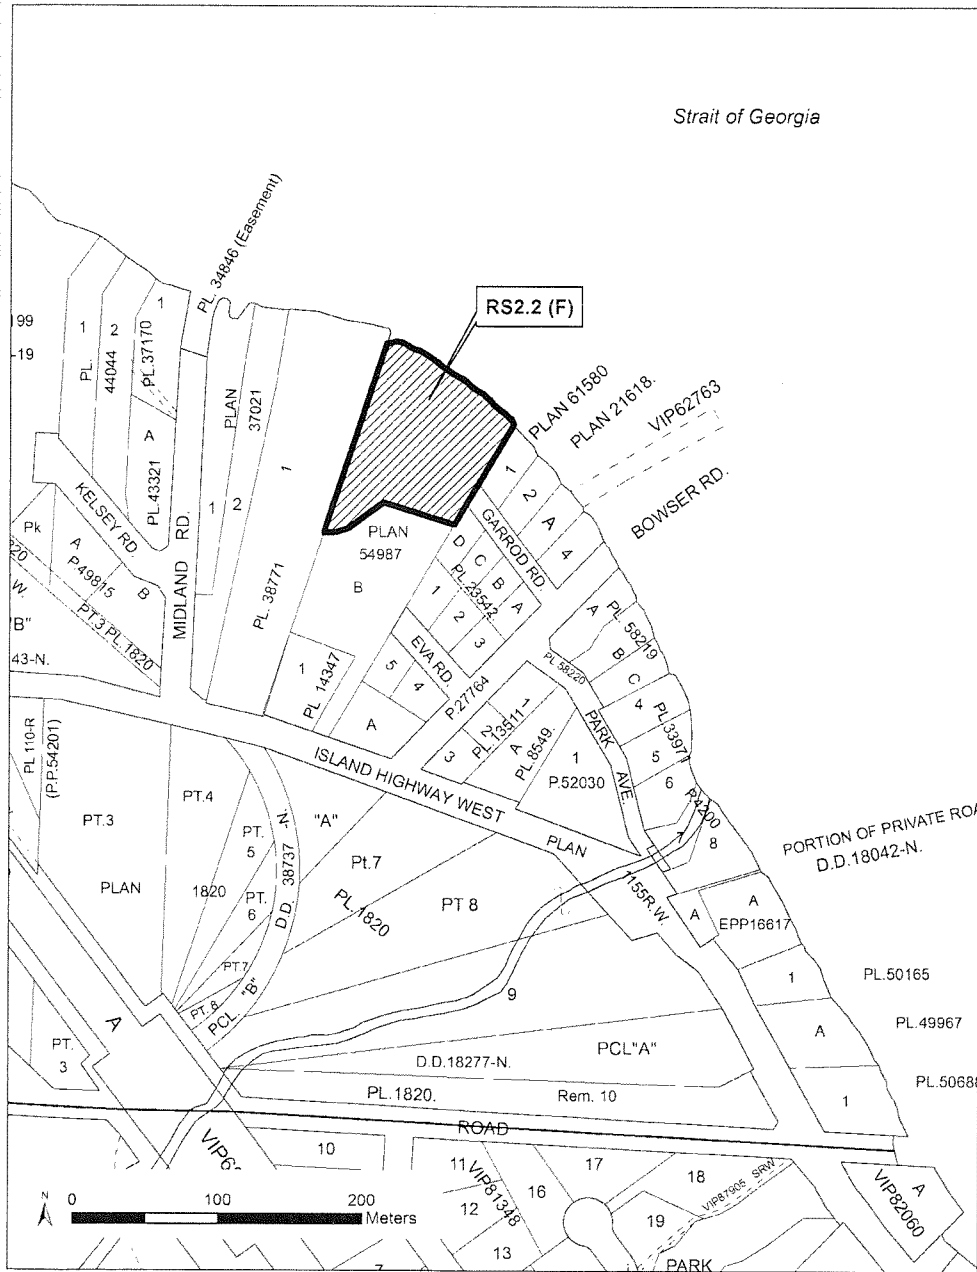 Strait of Georgia
PL. 34846 (Easement)
RS2.2 (F)
99
-19
1
PL.
2
44044
1
PL.37170
A
PL.43321
PLAN
37021
1
2
1
PL. 38771
MIDLAND RD.
KELSEY RD.
Pk
A
P.49815
B
PT.3 PL.1820
W.
"B"
43-N.
PLAN
54987
B
1
PL. 14347
PLAN 61580
PLAN 21618.
VIP62763
BOWSER RD.
1
2
A
4
GARROD RD.
D
C
B
A
PL.23542.
1
2
3
EVA RD.
5
4
A
P.27764
A
PL. 58219
B
C
PL.58220
PARK
AVE.
4
PL.3397
5
6
P.4200
7
8
1
2
3
PL.13511
A
PL.8549.
1
P.52030
ISLAND HIGHWAY WEST
PLAN
1155R.W.
PORTION OF PRIVATE ROA
D.D.18042-N.
PL 110-R
(P.P.54201)
PT.3
PLAN
PT.4
1820
PT.
5
PT.
6
PT.7
PT. 8
PCL. "B"
D.D. 38737
N-
"A"
Pt.7
PL.1820
PT 8
9
A
A
EPP16617
1
PL.50165
A
PL.49967
1
PL.50688
A
PT.
3
D.D.18277-N.
PCL"A"
PL.1820.
Rem. 10
ROAD
10
11
VIP81348
12
13
16
17
18
19
VIP87905 SRW
PARK
A
VIP82060
N
0 100 200
Meters